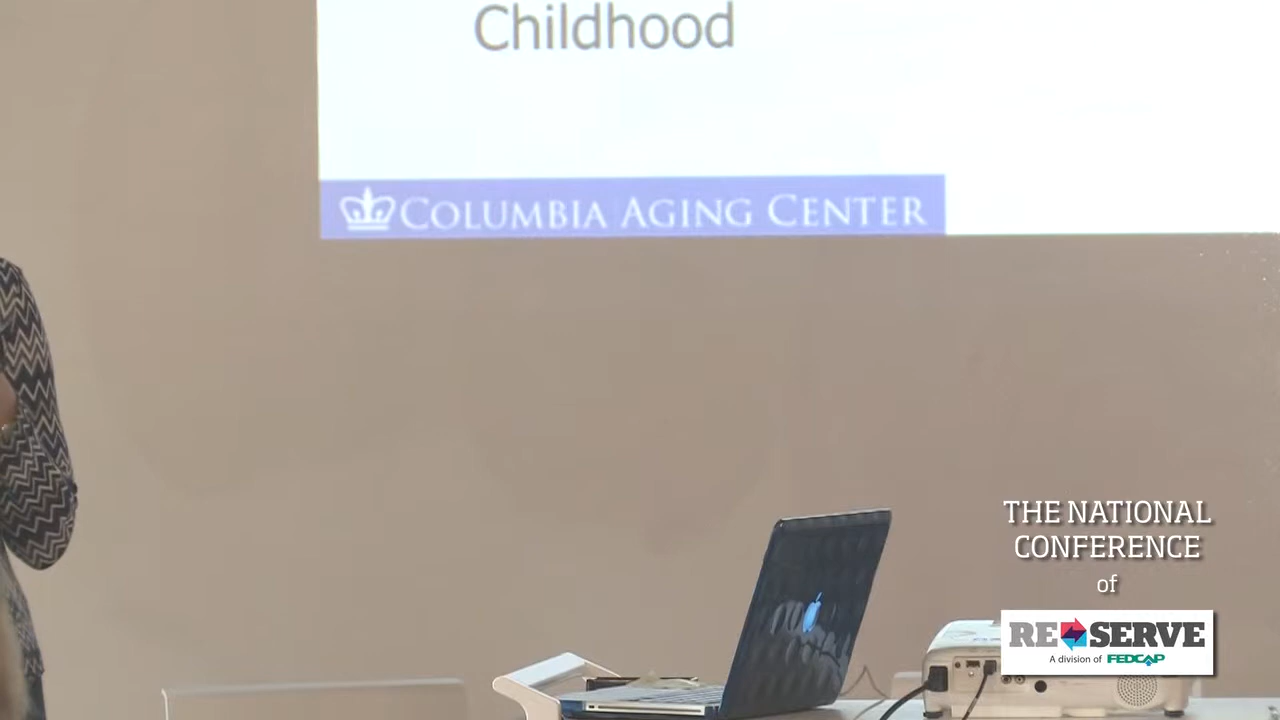 Childhood
COLUMBIA AGING CENTER
THE NATIONAL
CONFERENCE
of
RESERVE
A division of FEDCAP